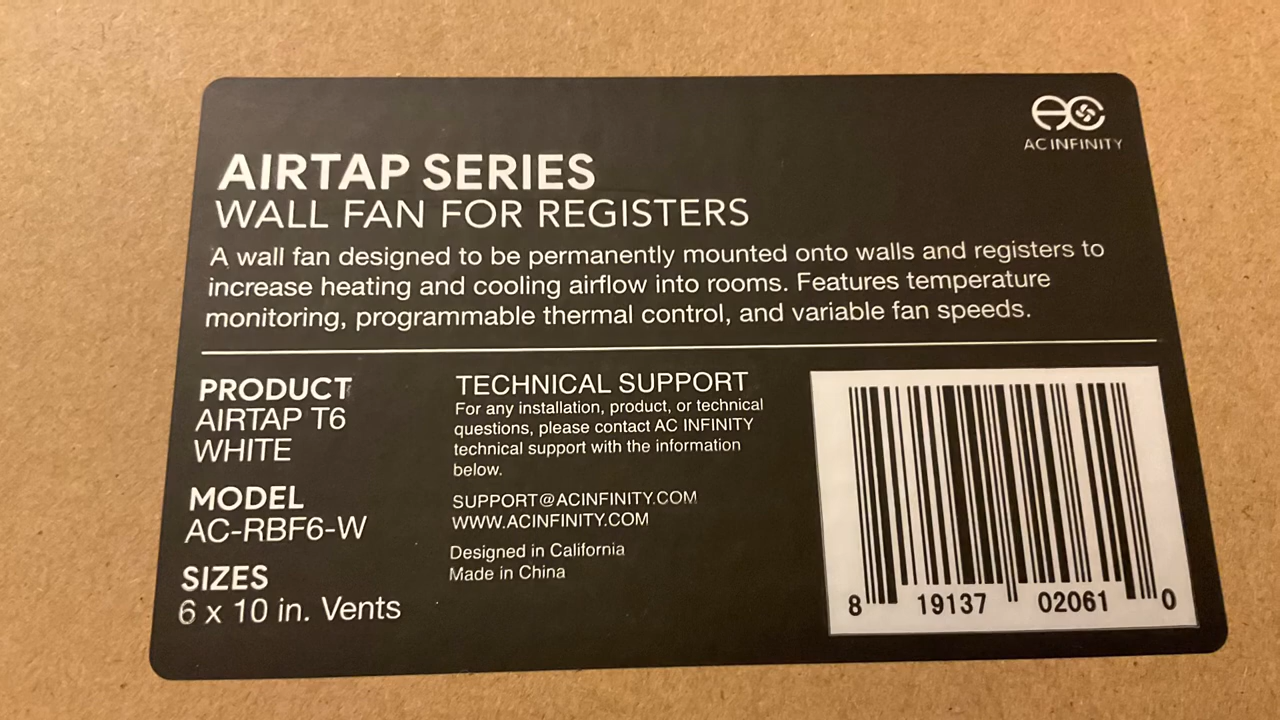 AC INFINITY
AIRTAP SERIES
WALL FAN FOR REGISTERS
A wall fan designed to be permanently mounted onto walls and registers to
increase heating and cooling airflow into rooms. Features temperature
monitoring, programmable thermal control, and variable fan speeds.
PRODUCT
AIRTAP T6
WHITE
MODEL
AC-RBF6-W
SIZES
6 x 10 in. Vents
TECHNICAL SUPPORT
For any installation, product, or technical
questions, please contact AC INFINITY
technical support with the information
below.
SUPPORT@ACINFINITY.COM
WWW.ACINFINITY.COM
Designed in California
Made in China
8 19137 02061 0